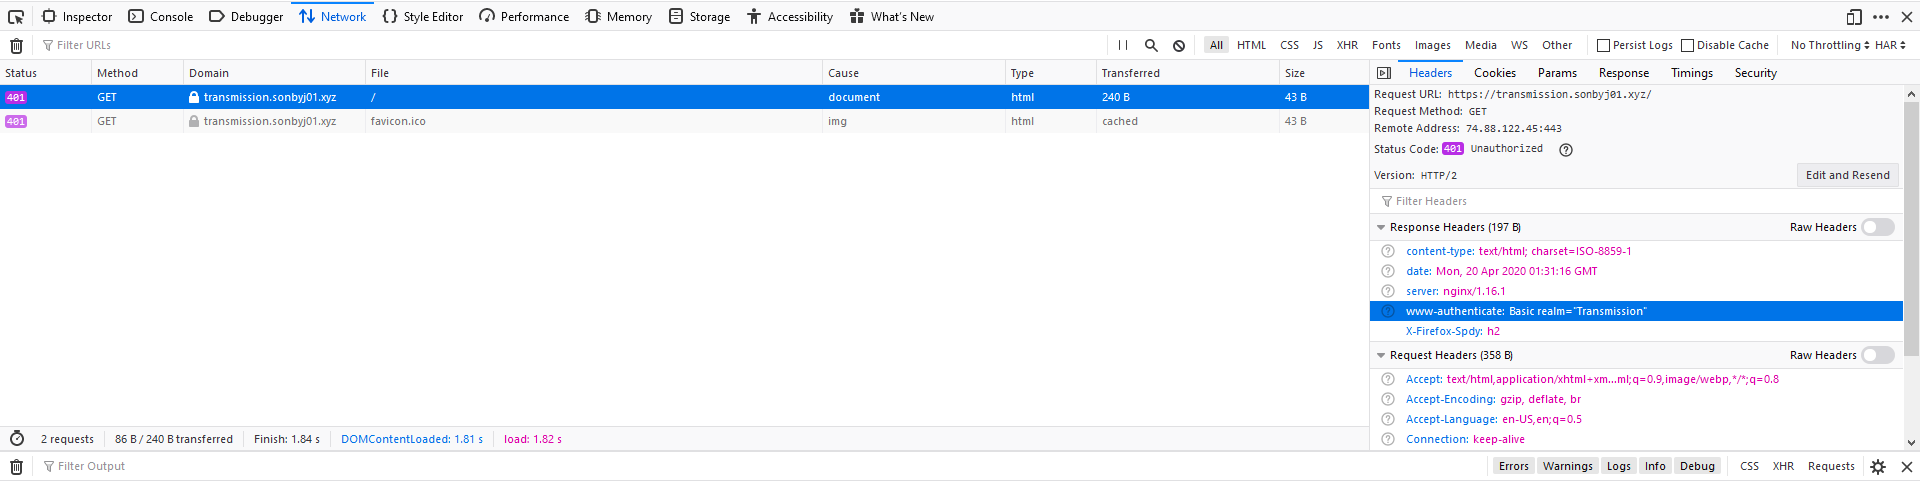 Inspector Console Debugger Network Style Editor Performance Memory Storage Accessibility What's New
Filter URLs All HTML CSS JS XHR Fonts Images Media WS Other Persist Logs Disable Cache No Throttling HAR
Status Method Domain File Cause Type Transferred Size
401 GET transmission.sonbyj01.xyz / document html 240 B 43 B
401 GET transmission.sonbyj01.xyz favicon.ico img html cached 43 B
2 requests 86 B / 240 B transferred Finish: 1.84 s DOMContentLoaded: 1.81 s load: 1.82 s
Headers Cookies Params Response Timings Security
Request URL: https://transmission.sonbyj01.xyz/
Request Method: GET
Remote Address: 74.88.122.45:443
Status Code: 401 Unauthorized ?
Version: HTTP/2 Edit and Resend
Filter Headers
Response Headers (197 B) Raw Headers
? content-type: text/html; charset=ISO-8859-1
? date: Mon, 20 Apr 2020 01:31:16 GMT
? server: nginx/1.16.1
? www-authenticate: Basic realm="Transmission"
X-Firefox-Spdy: h2
Request Headers (358 B) Raw Headers
? Accept: text/html,application/xhtml+xm...ml;q=0.9,image/webp,*/*;q=0.8
? Accept-Encoding: gzip, deflate, br
? Accept-Language: en-US,en;q=0.5
? Connection: keep-alive
Filter Output Errors Warnings Logs Info Debug CSS XHR Requests